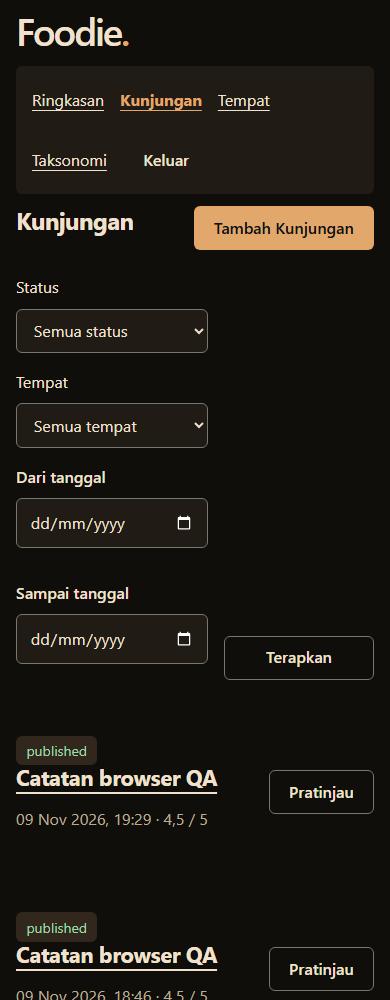 Foodie.
Ringkasan Kunjungan Tempat
Taksonomi Keluar
Kunjungan Tambah Kunjungan
Status
Semua status
Tempat
Semua tempat
Dari tanggal
dd/mm/yyyy
Sampai tanggal
dd/mm/yyyy
Terapkan
published
Catatan browser QA
Pratinjau
09 Nov 2026, 19:29 · 4,5 / 5
published
Catatan browser QA
Pratinjau
09 Nov 2026, 18:46 · 4,5 / 5